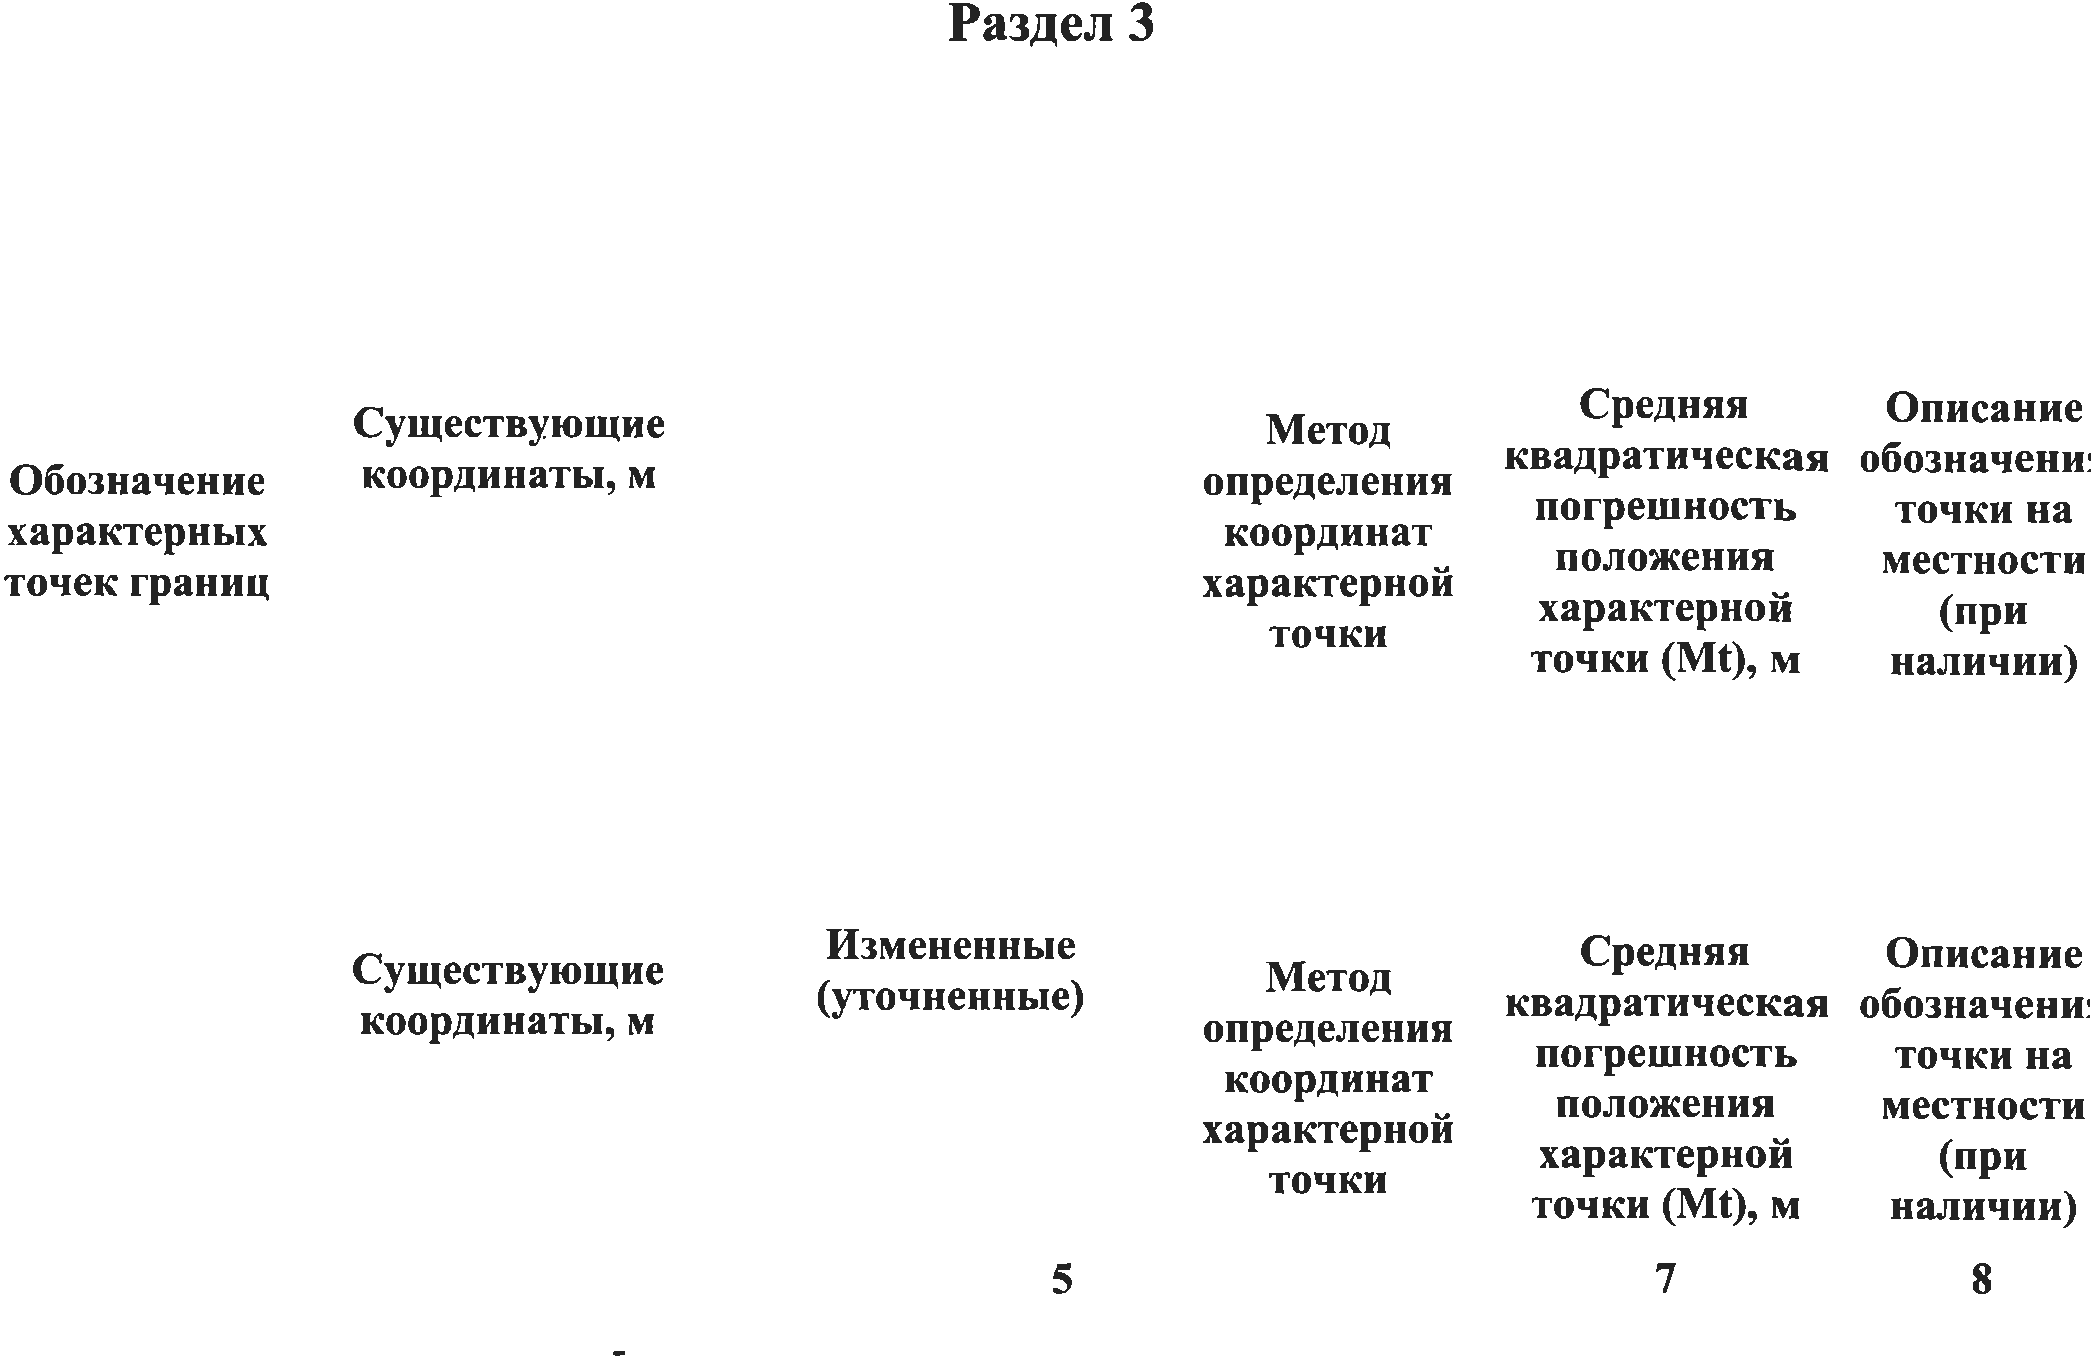 Раздел 3
Обозначение
характерных
точек границ
Существующие
координаты, м
Метод
определения
координат
характерной
точки
Средняя
квадратическая
погрешность
положения
характерной
точки (Mt), м
Описание
обозначени
точки на
местности
(при
наличии)
Существующие
координаты, м
Измененные
(уточненные)
Метод
определения
координат
характерной
точки
Средняя
квадратическая
погрешность
положения
характерной
точки (Mt), м
Описание
обозначени
точки на
местности
(при
наличии)
5 7 8